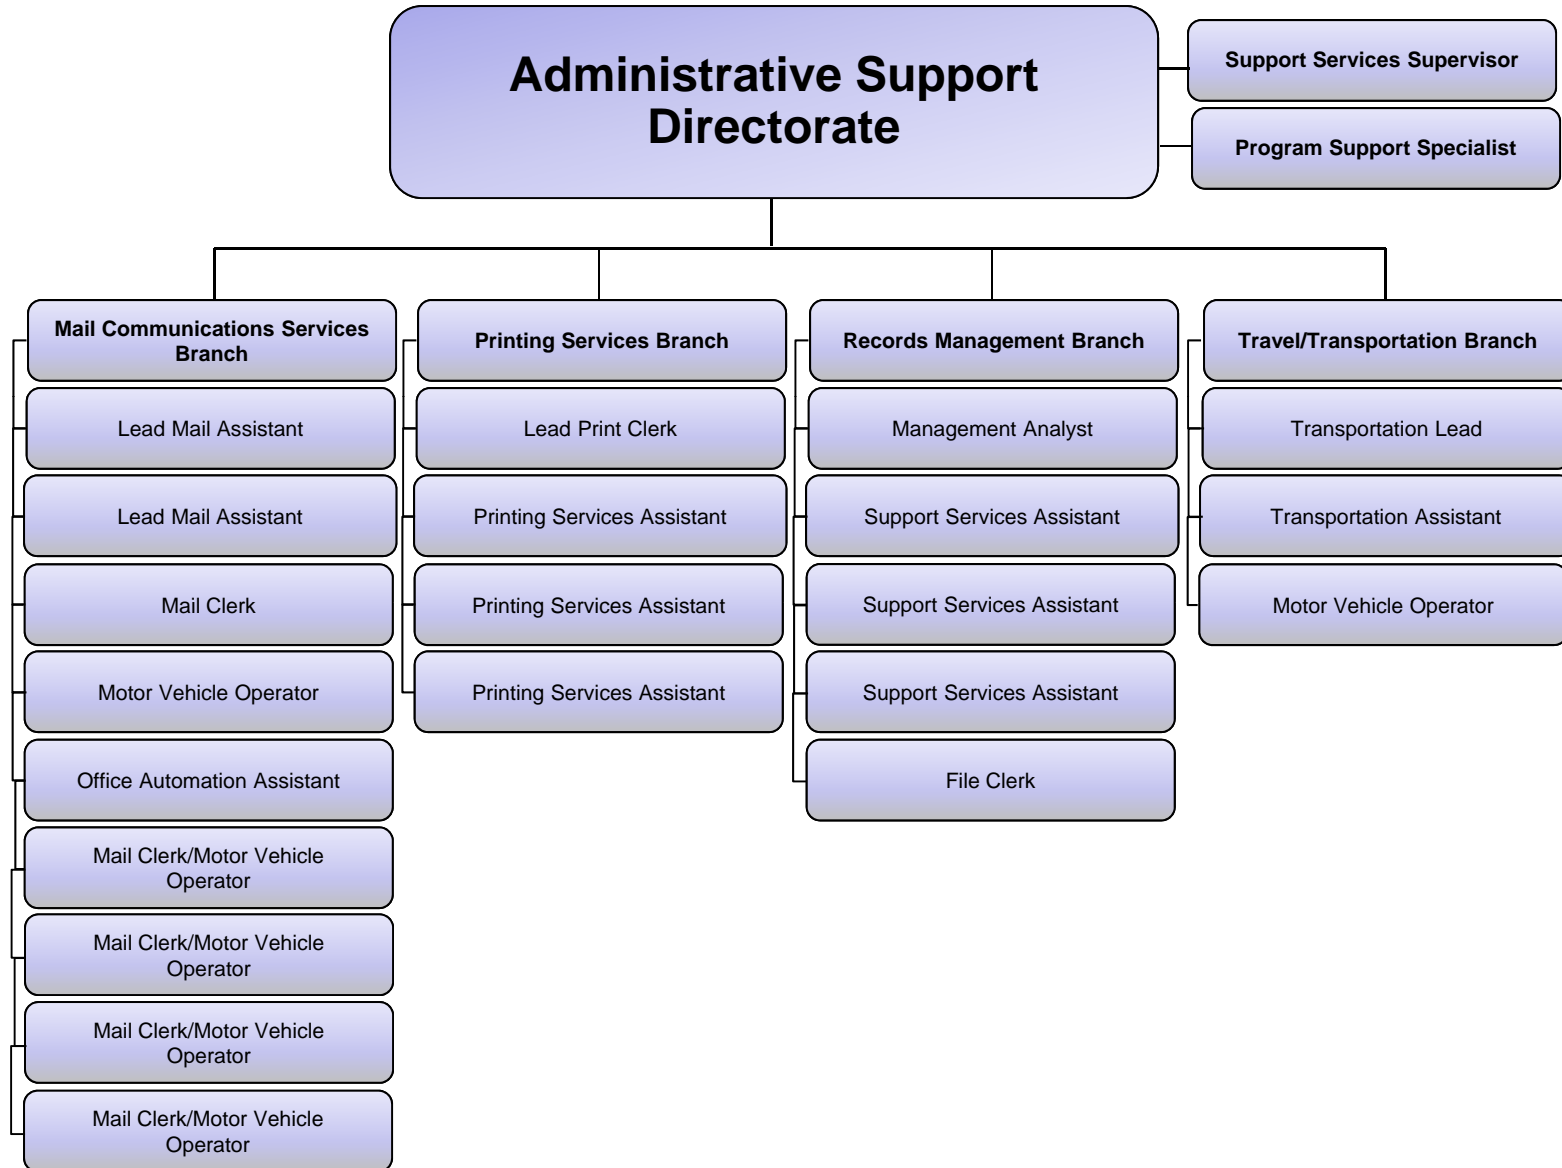 Administrative Support
Directorate
Support Services Supervisor
Program Support Specialist
Mail Communications Services
Branch
Lead Mail Assistant
Lead Mail Assistant
Mail Clerk
Motor Vehicle Operator
Office Automation Assistant
Mail Clerk/Motor Vehicle
Operator
Mail Clerk/Motor Vehicle
Operator
Mail Clerk/Motor Vehicle
Operator
Mail Clerk/Motor Vehicle
Operator
Printing Services Branch
Lead Print Clerk
Printing Services Assistant
Printing Services Assistant
Printing Services Assistant
Records Management Branch
Management Analyst
Support Services Assistant
Support Services Assistant
Support Services Assistant
File Clerk
Travel/Transportation Branch
Transportation Lead
Transportation Assistant
Motor Vehicle Operator